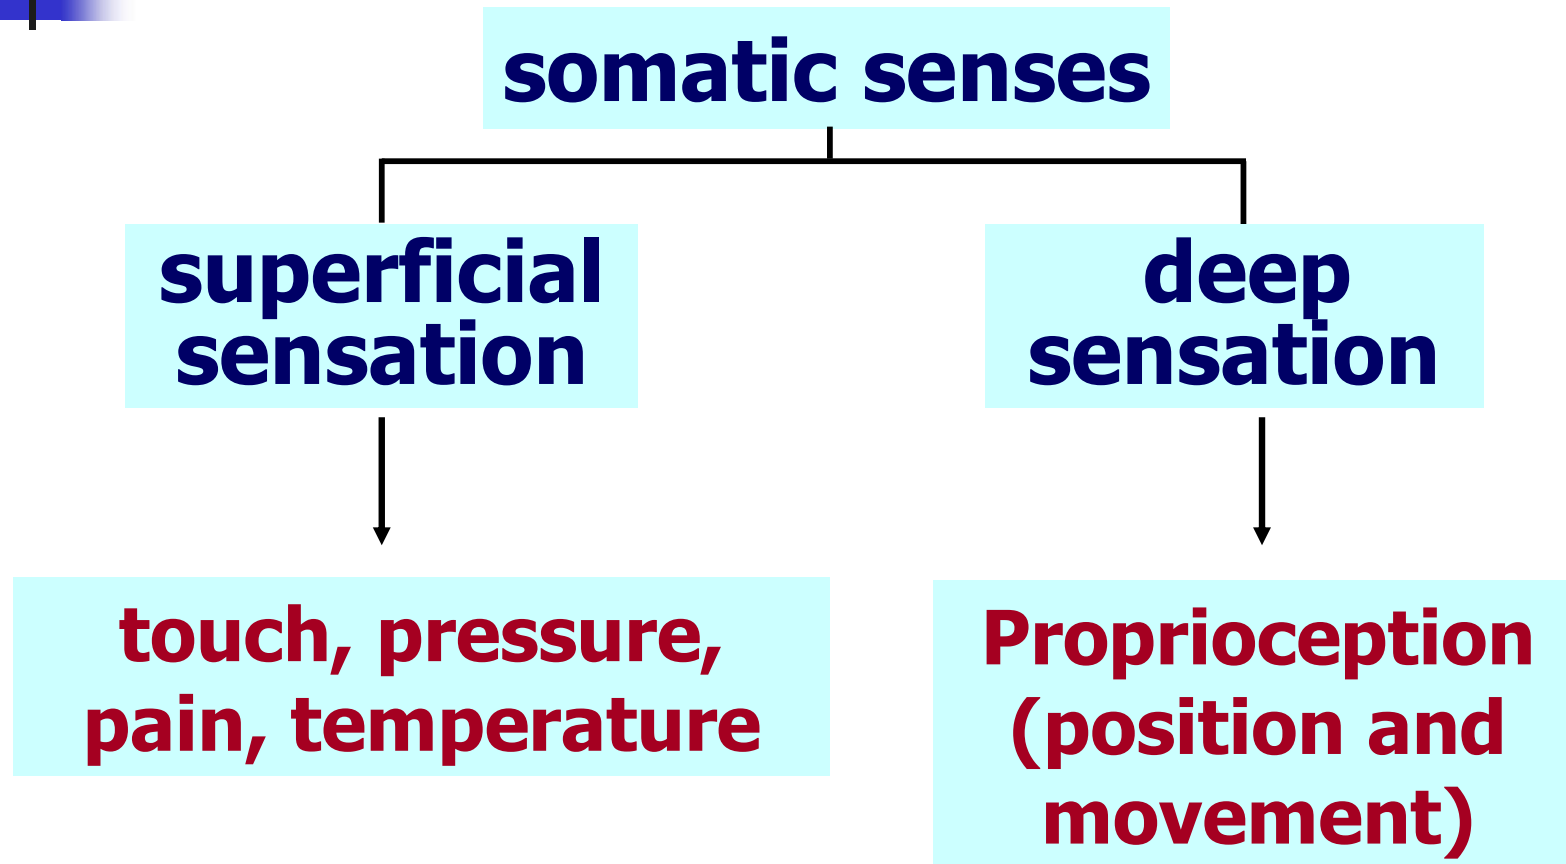 somatic senses
superficial
sensation
deep
sensation
touch, pressure,
pain, temperature
Proprioception
(position and
movement)